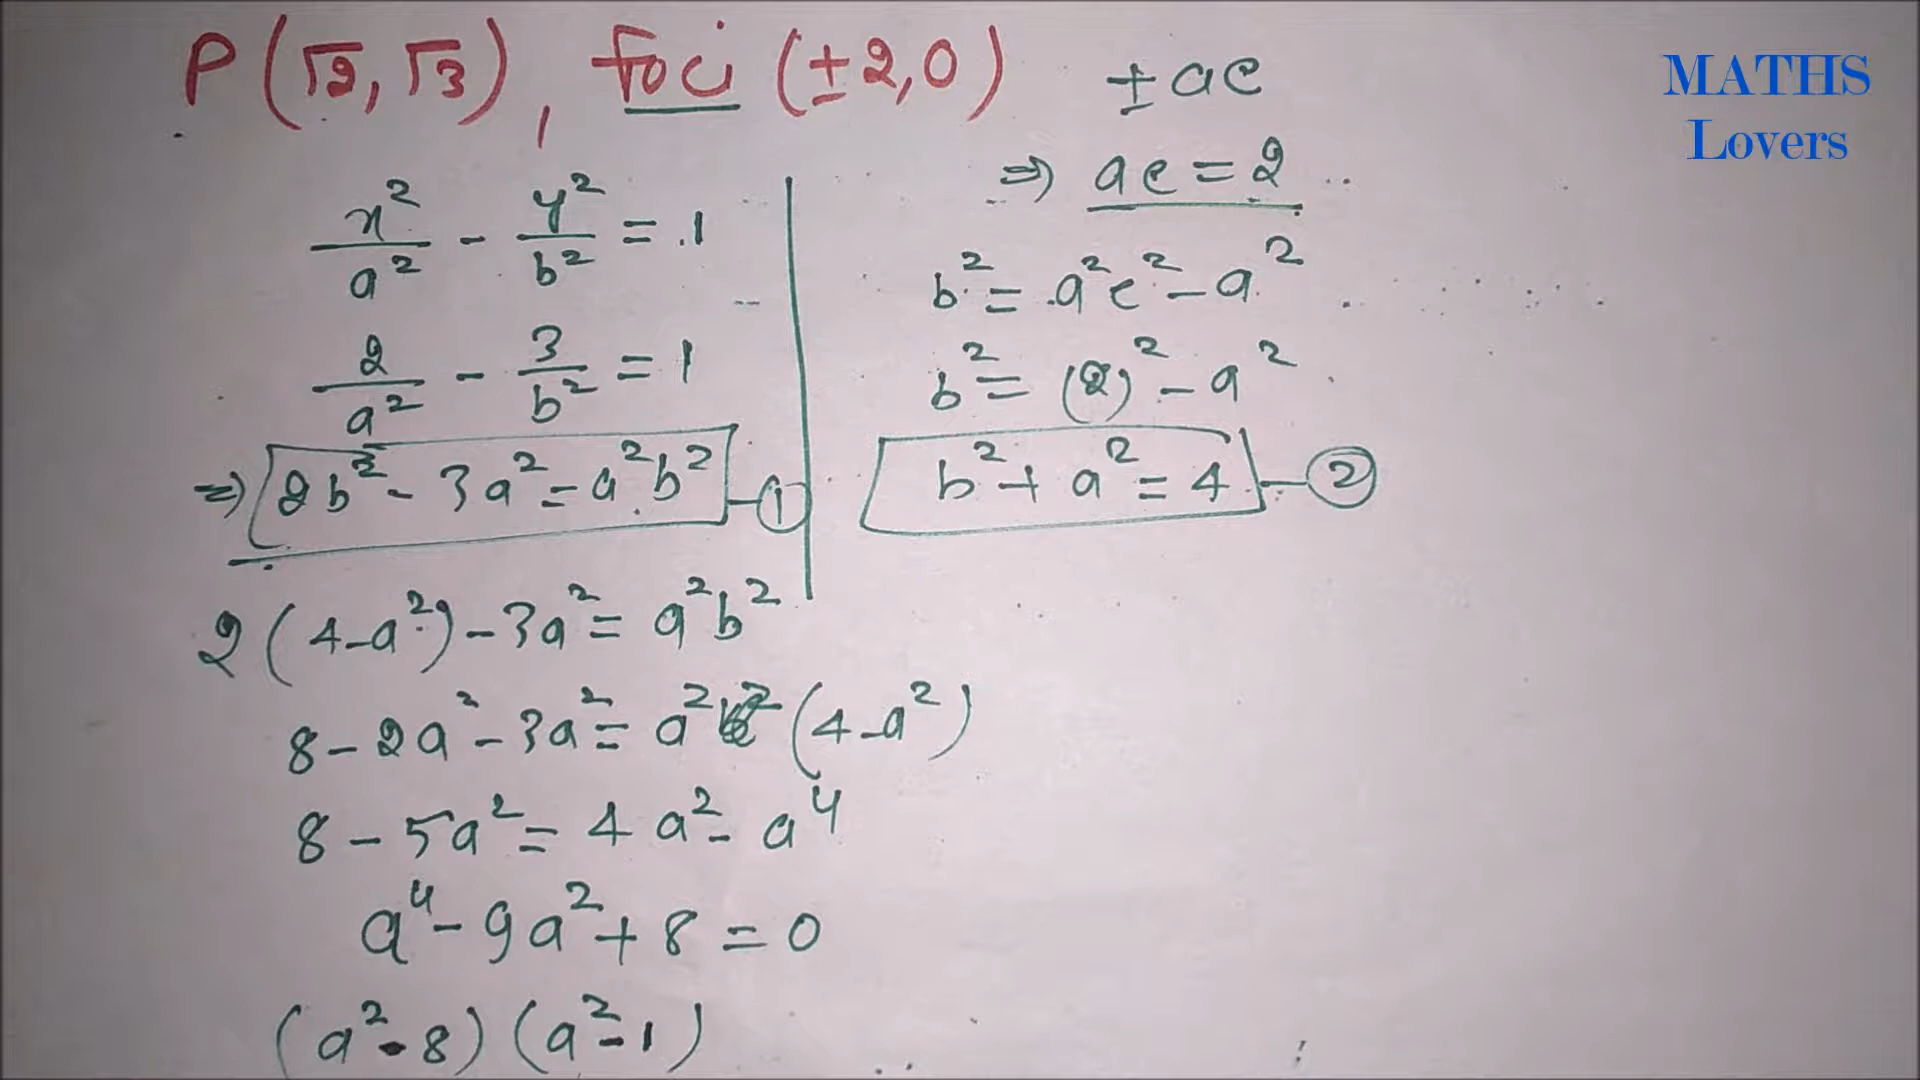 P(√2, √3), foci (±2,0) ±ae
MATHS
Lovers
x²/a² - y²/b² = 1
2/a² - 3/b² = 1
⇒ 2b² - 3a² = a²b² —①
⇒ ae = 2
b² = a²e² - a²
b² = (2)² - a²
b² + a² = 4 —②
2(4-a²) - 3a² = a²b²
8 - 2a² - 3a² = a² (4-a²)
8 - 5a² = 4a² - a⁴
a⁴ - 9a² + 8 = 0
(a² - 8) (a² - 1)